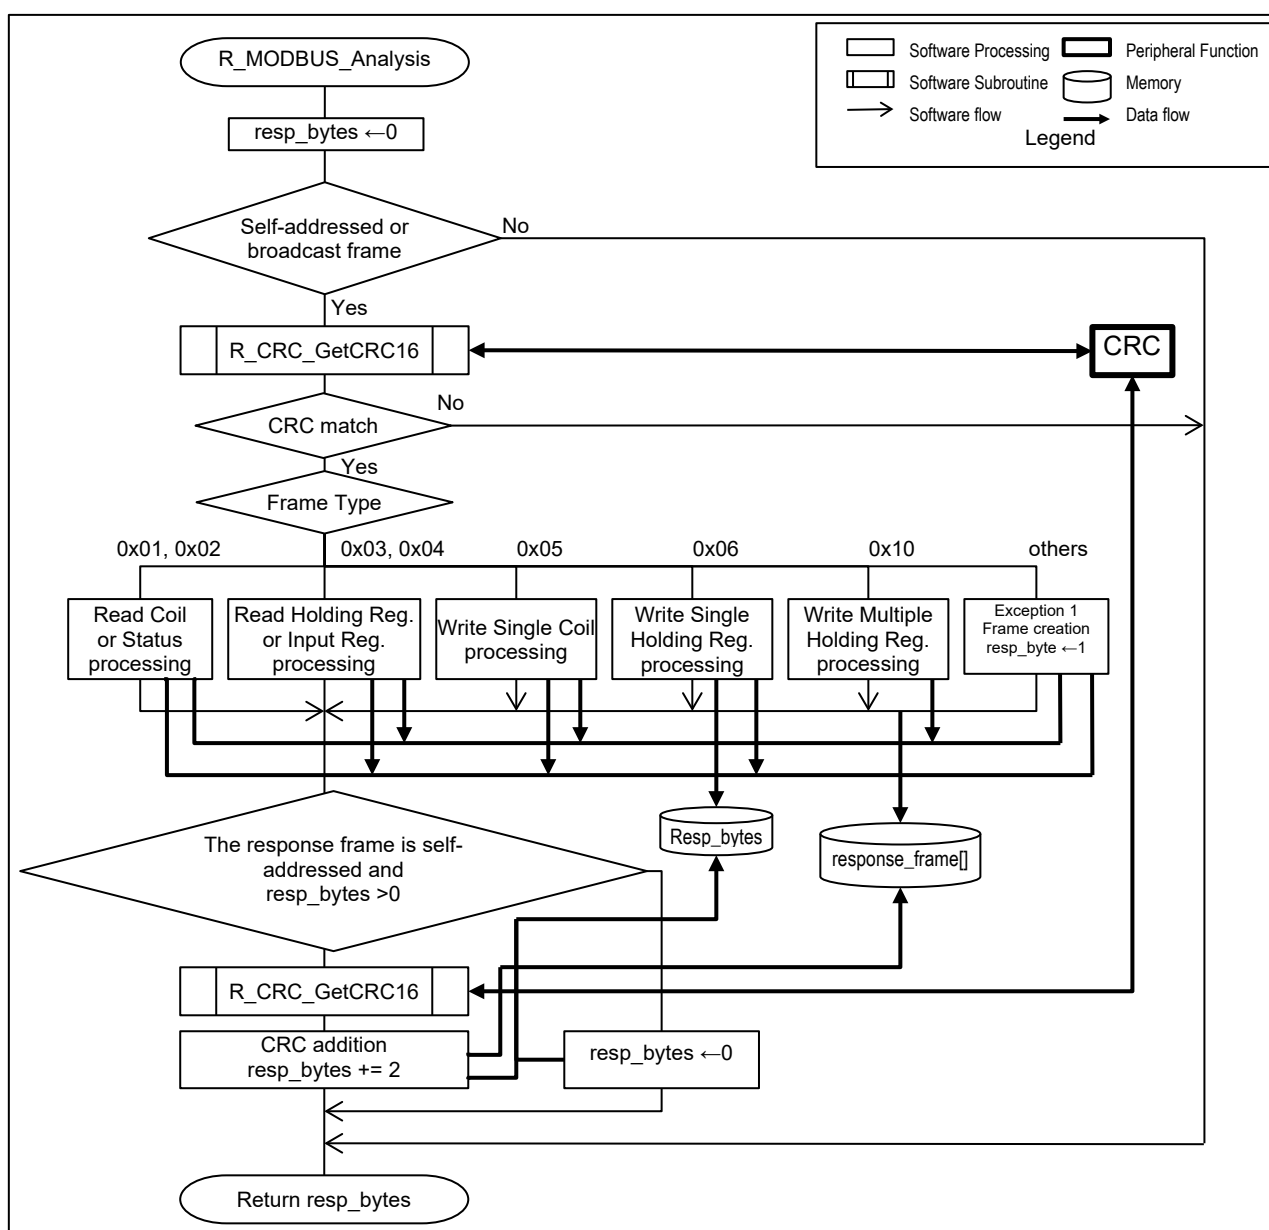 R_MODBUS_Analysis
Software Processing
Peripheral Function
Software Subroutine
Memory
Software flow
Data flow
Legend
resp_bytes ←0
Self-addressed or
broadcast frame
No
Yes
R_CRC_GetCRC16
CRC
CRC match
No
Yes
Frame Type
0x01, 0x02
0x03, 0x04
0x05
0x06
0x10
others
Read Coil
or Status
processing
Read Holding Reg.
or Input Reg.
processing
Write Single Coil
processing
Write Single
Holding Reg.
processing
Write Multiple
Holding Reg.
processing
Exception 1
Frame creation
resp_byte ←1
The response frame is self-
addressed and
resp_bytes >0
Resp_bytes
response_frame[]
R_CRC_GetCRC16
CRC addition
resp_bytes += 2
resp_bytes ←0
Return resp_bytes